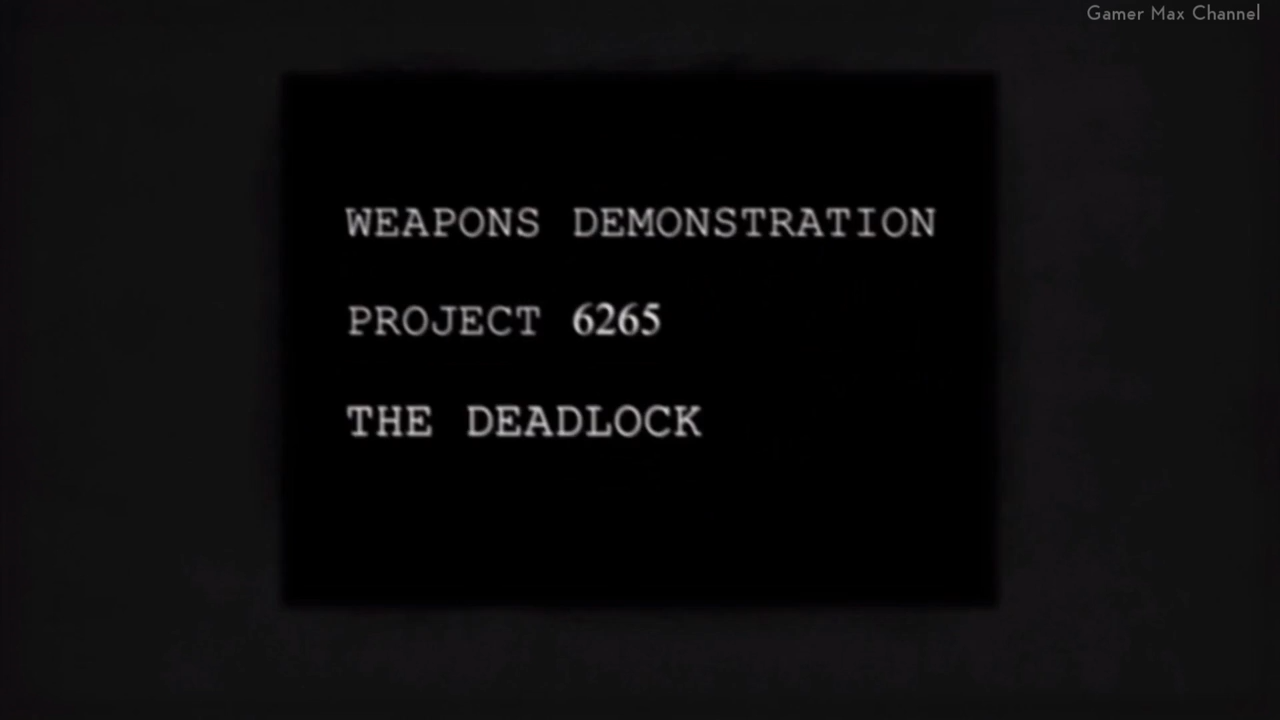 Gamer Max Channel
WEAPONS DEMONSTRATION
PROJECT 6265
THE DEADLOCK